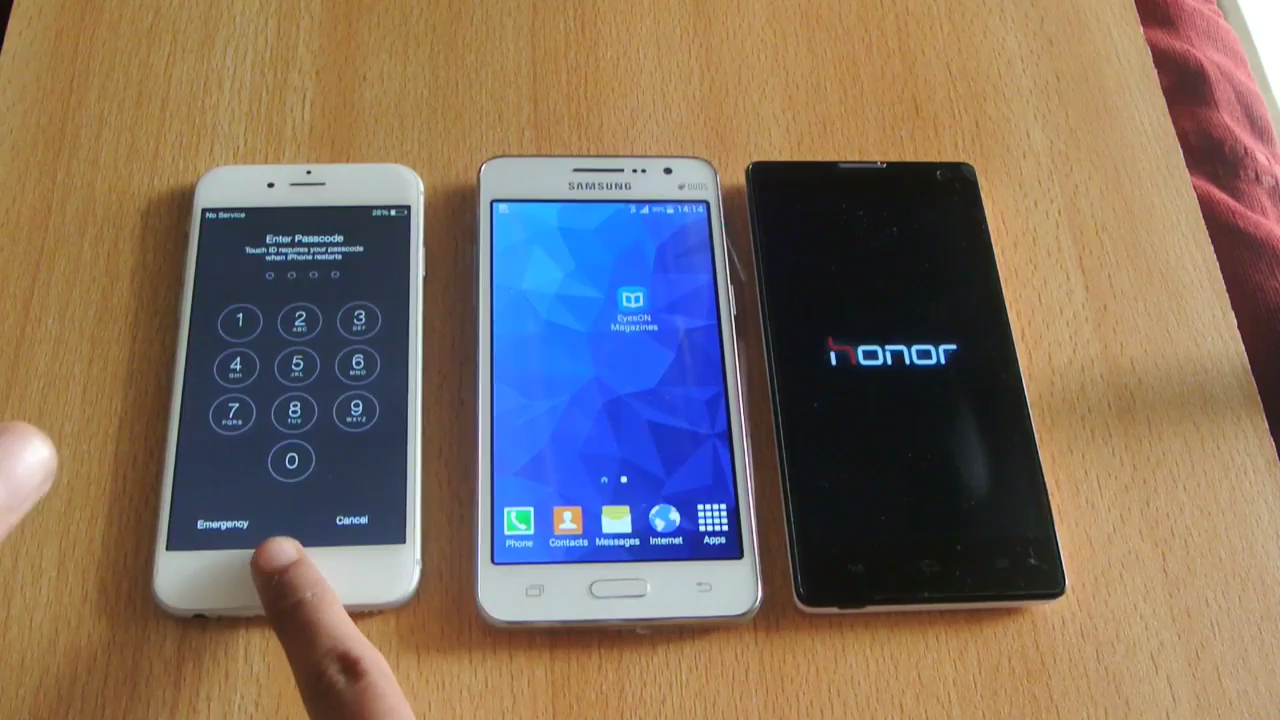 No Service 28%
Enter Passcode
Touch ID requires your passcode
when iPhone restarts
1
2
ABC
3
DEF
4
GHI
5
JKL
6
MNO
7
PQRS
8
TUV
9
WXYZ
0
Emergency Cancel
SAMSUNG DUOS
14:14
EyesON
Magazines
Phone Contacts Messages Internet Apps
honor